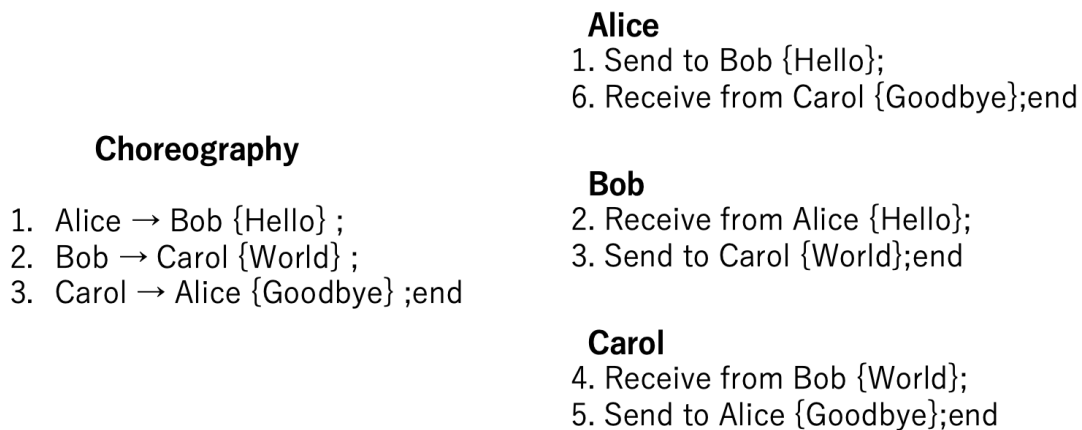 Choreography
1. Alice → Bob {Hello} ;
2. Bob → Carol {World} ;
3. Carol → Alice {Goodbye} ;end
Alice
1. Send to Bob {Hello};
6. Receive from Carol {Goodbye};end
Bob
2. Receive from Alice {Hello};
3. Send to Carol {World};end
Carol
4. Receive from Bob {World};
5. Send to Alice {Goodbye};end